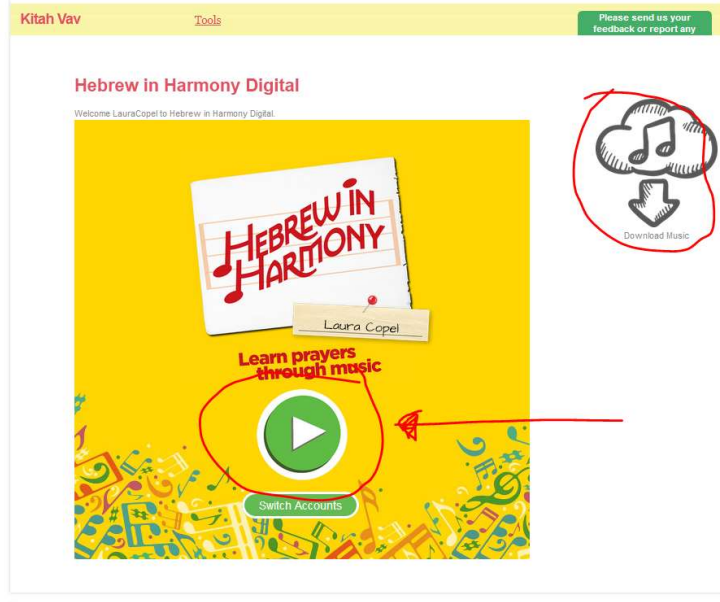 Kitah Vav
Tools
Please send us your
feedback or report any
Hebrew in Harmony Digital
Welcome LauraCopel to Hebrew in Harmony Digital.
HEBREW IN
HARMONY
Laura Copel
Learn prayers
through music
Switch Accounts
Download Music